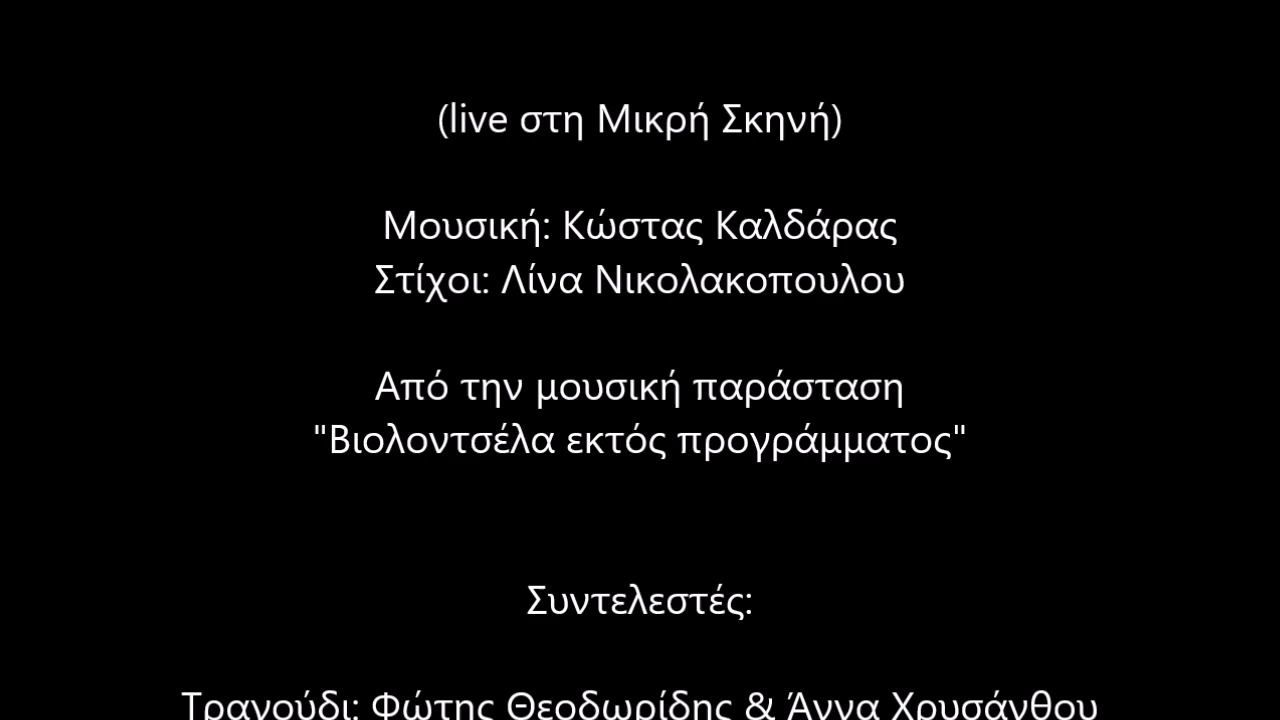 (live στη Μικρή Σκηνή)
Μουσική: Κώστας Καλδάρας
Στίχοι: Λίνα Νικολακοπουλου
Από την μουσική παράσταση
"Βιολοντσέλα εκτός προγράμματος"
Συντελεστές:
Τραγούδι: Φώτης Θεοδωρίδης & Άννα Χρυσάνθου